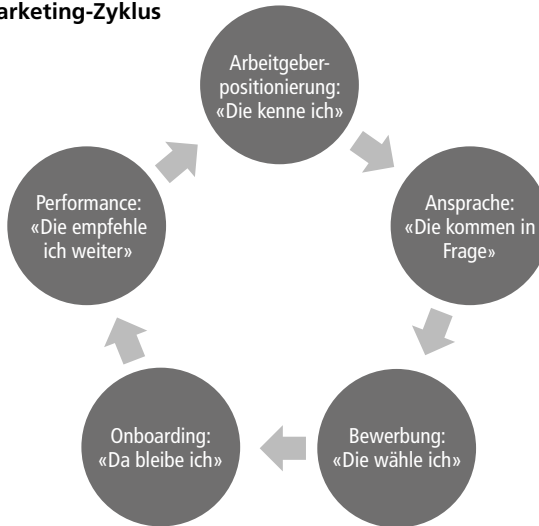 arketing-Zyklus
Arbeitgeber-
positionierung:
«Die kenne ich»
Ansprache:
«Die kommen in
Frage»
Bewerbung:
«Die wähle ich»
Onboarding:
«Da bleibe ich»
Performance:
«Die empfehle
ich weiter»